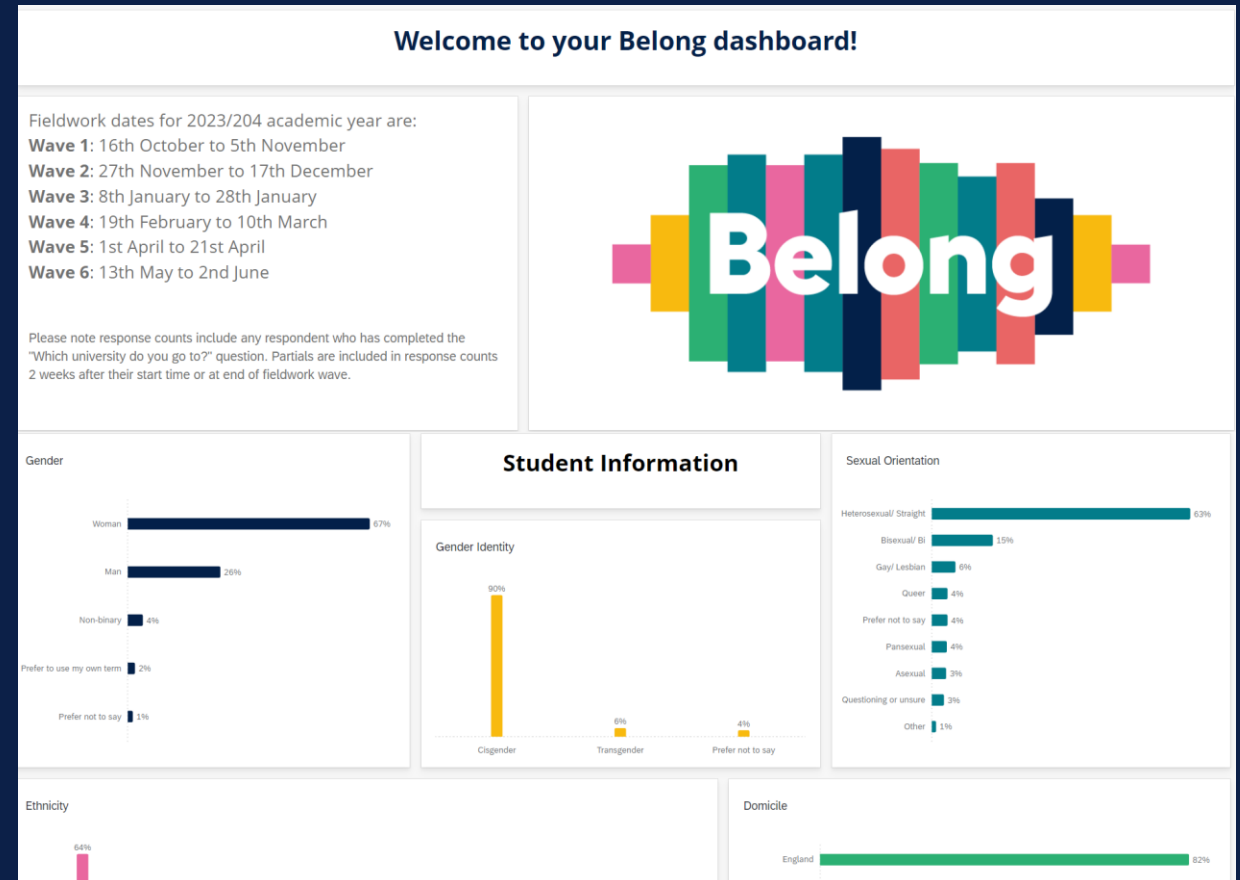 Welcome to your Belong dashboard!
Fieldwork dates for 2023/204 academic year are:
Wave 1: 16th October to 5th November
Wave 2: 27th November to 17th December
Wave 3: 8th January to 28th January
Wave 4: 19th February to 10th March
Wave 5: 1st April to 21st April
Wave 6: 13th May to 2nd June
Please note response counts include any respondent who has completed the
"Which university do you go to?" question. Partials are included in response counts
2 weeks after their start time or at end of fieldwork wave.
Belong
Gender
Woman 67%
Man 26%
Non-binary 4%
Prefer to use my own term 2%
Prefer not to say 1%
Student Information
Gender Identity
90%
6%
4%
Cisgender Transgender Prefer not to say
Sexual Orientation
Heterosexual/ Straight 63%
Bisexual/ Bi 15%
Gay/ Lesbian 6%
Queer 4%
Prefer not to say 4%
Pansexual 4%
Asexual 3%
Questioning or unsure 3%
Other 1%
Ethnicity
64%
Domicile
England 82%